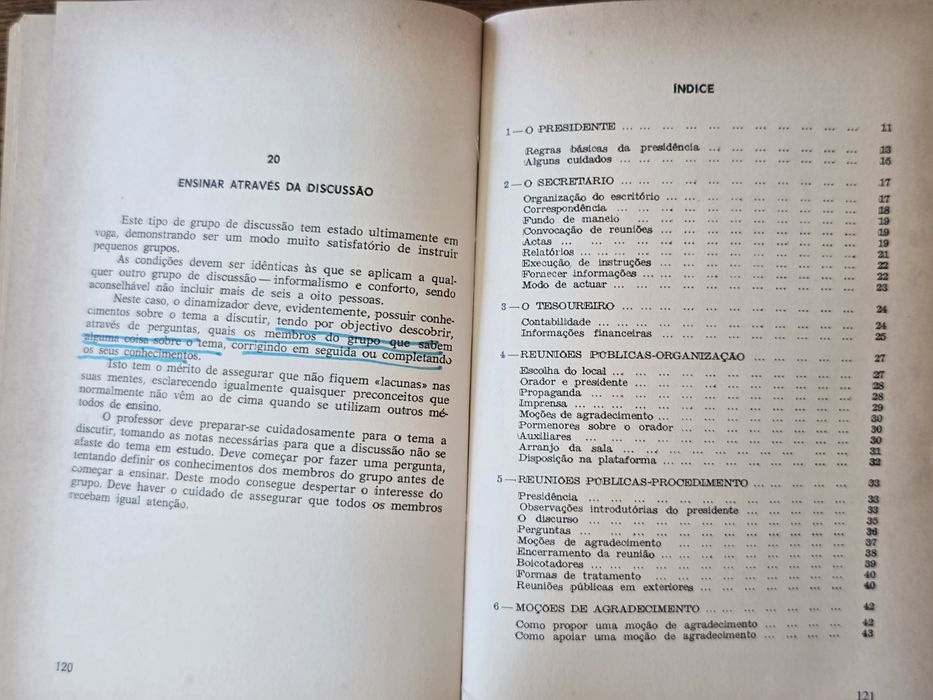 20
ENSINAR ATRAVÉS DA DISCUSSÃO
Este tipo de grupo de discussão tem estado ultimamente em
voga, demonstrando ser um modo muito satisfatório de instruir
pequenos grupos.
As condições devem ser idênticas às que se aplicam a qual-
quer outro grupo de discussão — informalismo e conforto, sendo
aconselhável não incluir mais de seis a oito pessoas.
Neste caso, o dinamizador deve, evidentemente, possuir conhe-
cimentos sobre o tema a discutir, tendo por objectivo descobrir,
através de perguntas, quais os membros do grupo que sabem
alguma coisa sobre o tema, corrigindo em seguida ou completando
os seus conhecimentos.
Isto tem o mérito de assegurar que não fiquem «lacunas» nas
suas mentes, esclarecendo igualmente quaisquer preconceitos que
normalmente não vêm ao de cima quando se utilizam outros mé-
todos de ensino.
O professor deve preparar-se cuidadosamente para o tema a
discutir, tomando as notas necessárias para que a discussão não se
afaste do tema em estudo. Deve começar por fazer uma pergunta,
tentando definir os conhecimentos dos membros do grupo antes de
começar a ensinar. Deste modo consegue despertar o interesse do
grupo. Deve haver o cuidado de assegurar que todos os membros
recebam igual atenção.
120
ÍNDICE
1 — O PRESIDENTE ... ... ... ... ... ... ... ... ... ... 11
Regras básicas da presidência ... ... ... ... ... ... ... 13
Alguns cuidados ... ... ... ... ... ... ... ... ... ... 15
2 — O SECRETÁRIO ... ... ... ... ... ... ... ... ... ... 17
Organização do escritório ... ... ... ... ... ... ... ... 17
Correspondência ... ... ... ... ... ... ... ... ... ... 18
Fundo de maneio ... ... ... ... ... ... ... ... ... 19
Convocação de reuniões ... ... ... ... ... ... ... ... 19
Actas ... ... ... ... ... ... ... ... ... ... ... 19
Relatórios ... ... ... ... ... ... ... ... ... ... ... 21
Execução de instruções ... ... ... ... ... ... ... ... 22
Fornecer informações ... ... ... ... ... ... ... ... ... 22
Modo de actuar ... ... ... ... ... ... ... ... ... ... 23
3 — O TESOUREIRO ... ... ... ... ... ... ... ... ... ... 24
Contabilidade ... ... ... ... ... ... ... ... ... ... 24
Informações financeiras ... ... ... ... ... ... ... ... 25
4 — REUNIÕES PÚBLICAS-ORGANIZAÇÃO ... ... ... ... ... 27
Escolha do local ... ... ... ... ... ... ... ... ... ... 27
Orador e presidente ... ... ... ... ... ... ... ... ... 28
Propaganda ... ... ... ... ... ... ... ... ... ... 28
Imprensa ... ... ... ... ... ... ... ... ... ... ... 29
Moções de agradecimento ... ... ... ... ... ... ... ... 30
Pormenores sobre o orador ... ... ... ... ... ... ... 30
Auxiliares ... ... ... ... ... ... ... ... ... ... ... 30
Arranjo da sala ... ... ... ... ... ... ... ... ... ... 31
Disposição na plataforma ... ... ... ... ... ... ... ... 32
5 — REUNIÕES PÚBLICAS-PROCEDIMENTO ... ... ... ... ... 33
Presidência ... ... ... ... ... ... ... ... ... ... ... 33
Observações introdutórias do presidente ... ... ... ... ... 33
O discurso ... ... ... ... ... ... ... ... ... ... ... 35
Perguntas ... ... ... ... ... ... ... ... ... ... ... 36
Moções de agradecimento ... ... ... ... ... ... ... 37
Encerramento da reunião ... ... ... ... ... ... ... ... 38
Boicotadores ... ... ... ... ... ... ... ... ... ... ... 39
Formas de tratamento ... ... ... ... ... ... ... ... 40
Reuniões públicas em exteriores ... ... ... ... ... ... 40
6 — MOÇÕES DE AGRADECIMENTO ... ... ... ... ... ... 42
Como propor uma moção de agradecimento ... ... ... ... 42
Como apoiar uma moção de agradecimento ... ... ... ... 43
121